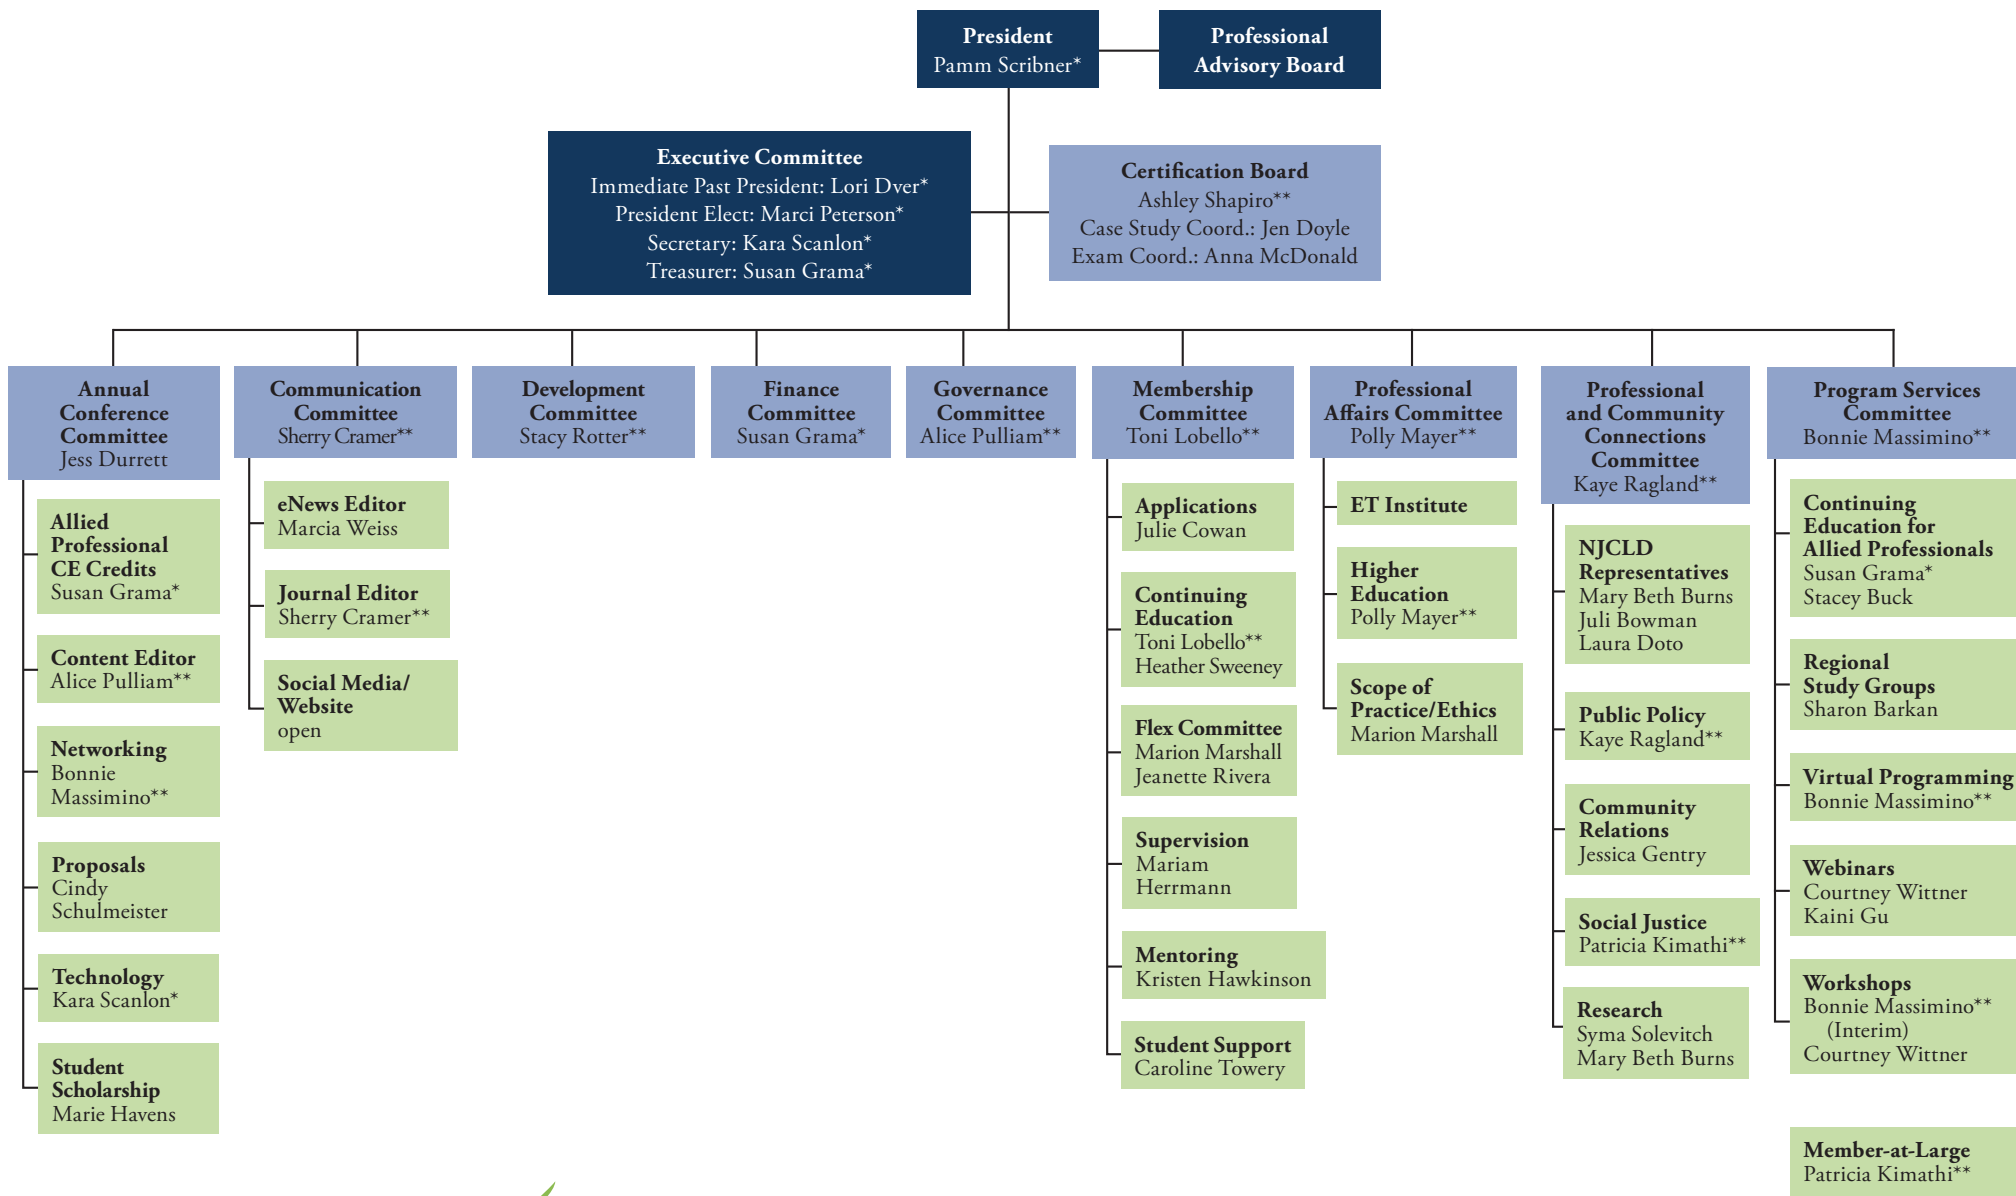 President
Pamm Scribner*
Professional
Advisory Board
Executive Committee
Immediate Past President: Lori Dver*
President Elect: Marci Peterson*
Secretary: Kara Scanlon*
Treasurer: Susan Grama*
Certification Board
Ashley Shapiro**
Case Study Coord.: Jen Doyle
Exam Coord.: Anna McDonald
Annual
Conference
Committee
Jess Durrett
Allied
Professional
CE Credits
Susan Grama*
Content Editor
Alice Pulliam**
Networking
Bonnie
Massimino**
Proposals
Cindy
Schulmeister
Technology
Kara Scanlon*
Student
Scholarship
Marie Havens
Communication
Committee
Sherry Cramer**
eNews Editor
Marcia Weiss
Journal Editor
Sherry Cramer**
Social Media/
Website
open
Development
Committee
Stacy Rotter**
Finance
Committee
Susan Grama*
Governance
Committee
Alice Pulliam**
Membership
Committee
Toni Lobello**
Applications
Julie Cowan
Continuing
Education
Toni Lobello**
Heather Sweeney
Flex Committee
Marion Marshall
Jeanette Rivera
Supervision
Mariam
Herrmann
Mentoring
Kristen Hawkinson
Student Support
Caroline Towery
Professional
Affairs Committee
Polly Mayer**
ET Institute
Higher
Education
Polly Mayer**
Scope of
Practice/Ethics
Marion Marshall
Professional
and Community
Connections
Committee
Kaye Ragland**
NJCLD
Representatives
Mary Beth Burns
Juli Bowman
Laura Doto
Public Policy
Kaye Ragland**
Community
Relations
Jessica Gentry
Social Justice
Patricia Kimathi**
Research
Syma Solevitch
Mary Beth Burns
Program Services
Committee
Bonnie Massimino**
Continuing
Education for
Allied Professionals
Susan Grama*
Stacey Buck
Regional
Study Groups
Sharon Barkan
Virtual Programming
Bonnie Massimino**
Webinars
Courtney Wittner
Kaini Gu
Workshops
Bonnie Massimino**
(Interim)
Courtney Wittner
Member-at-Large
Patricia Kimathi**